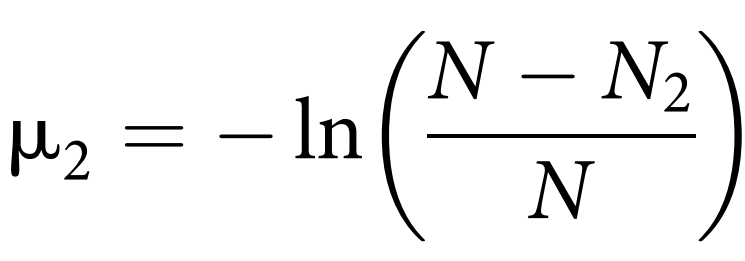 μ₂ = −ln((N − N₂)/N)